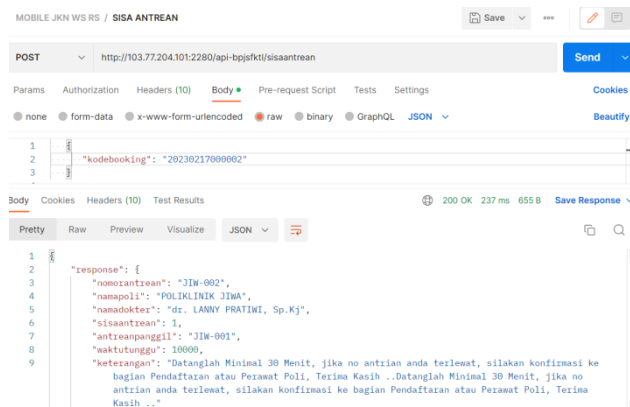 MOBILE JKN WS RS / SISA ANTREAN
Save
POST http://103.77.204.101:2280/api-bpjsfktl/sisaantrean Send
Params Authorization Headers (10) Body Pre-request Script Tests Settings Cookies
none form-data x-www-form-urlencoded raw binary GraphQL JSON Beautify
1 {
2 "kodebooking": "20230217000002"
3 }
Body Cookies Headers (10) Test Results 200 OK 237 ms 655 B Save Response
Pretty Raw Preview Visualize JSON
1 {
2 "response": {
3 "nomorantrean": "JIW-002",
4 "namapoli": "POLIKLINIK JIWA",
5 "namadokter": "dr. LANNY PRATIWI, Sp.Kj",
6 "sisaantrean": 1,
7 "antreanpanggil": "JIW-001",
8 "waktutunggu": 10000,
9 "keterangan": "Datanglah Minimal 30 Menit, jika no antrian anda terlewat, silakan konfirmasi ke
bagian Pendaftaran atau Perawat Poli, Terima Kasih ..Datanglah Minimal 30 Menit, jika no
antrian anda terlewat, silakan konfirmasi ke bagian Pendaftaran atau Perawat Poli, Terima
Kasih .."